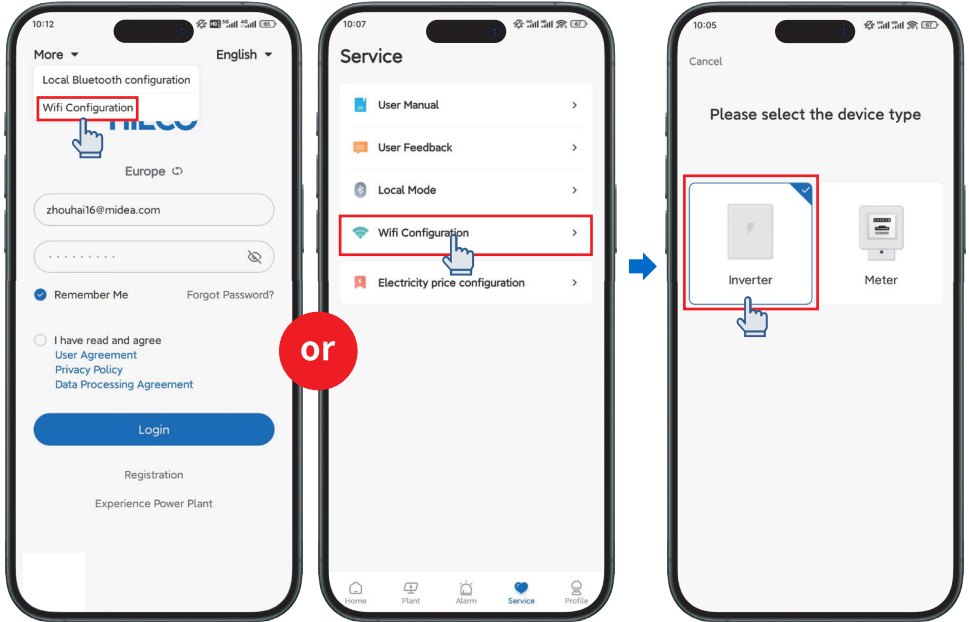 10:12
More
English
Local Bluetooth configuration
Wifi Configuration
Europe
zhouhai16@midea.com
Remember Me
Forgot Password?
I have read and agree
User Agreement
Privacy Policy
Data Processing Agreement
Login
Registration
Experience Power Plant
or
10:07
67
Service
User Manual
User Feedback
Local Mode
Wifi Configuration
Electricity price configuration
Home
Plant
Alarm
Service
Profile
10:05
67
Cancel
Please select the device type
Inverter
Meter